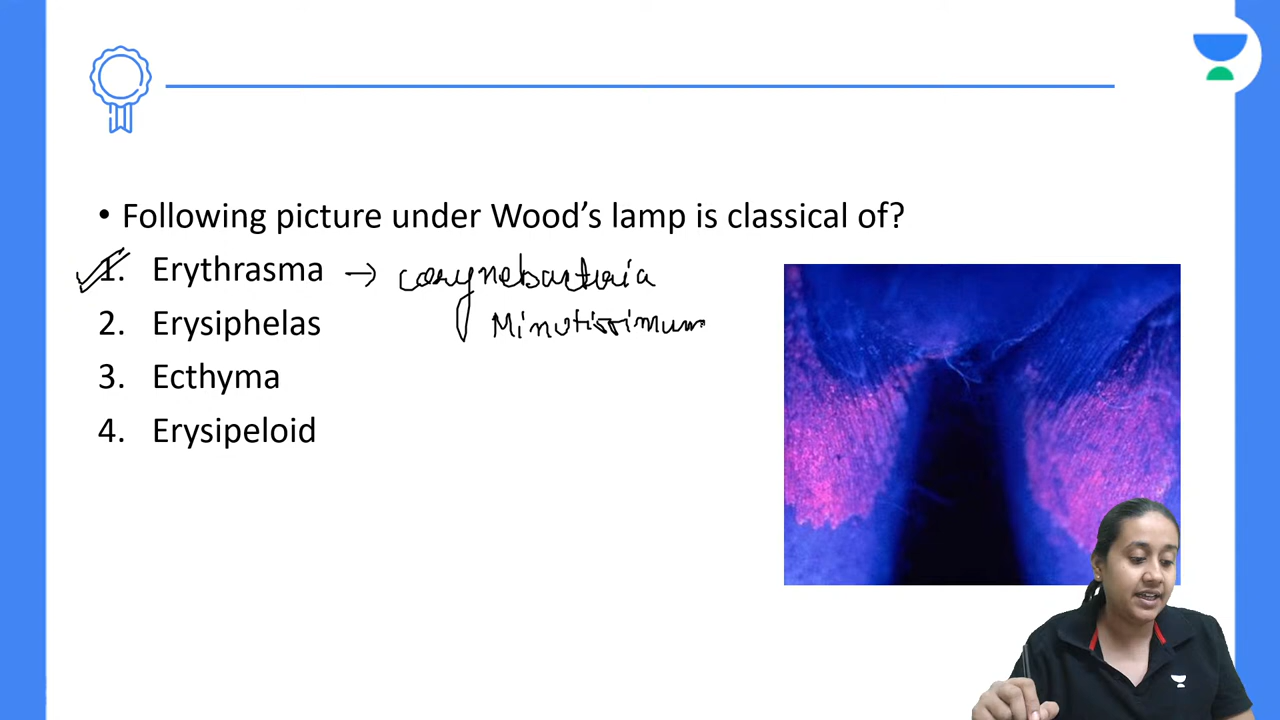 • Following picture under Wood's lamp is classical of?
1. Erythrasma → corynebacteria
Minutissimum
2. Erysiphelas
3. Ecthyma
4. Erysipeloid